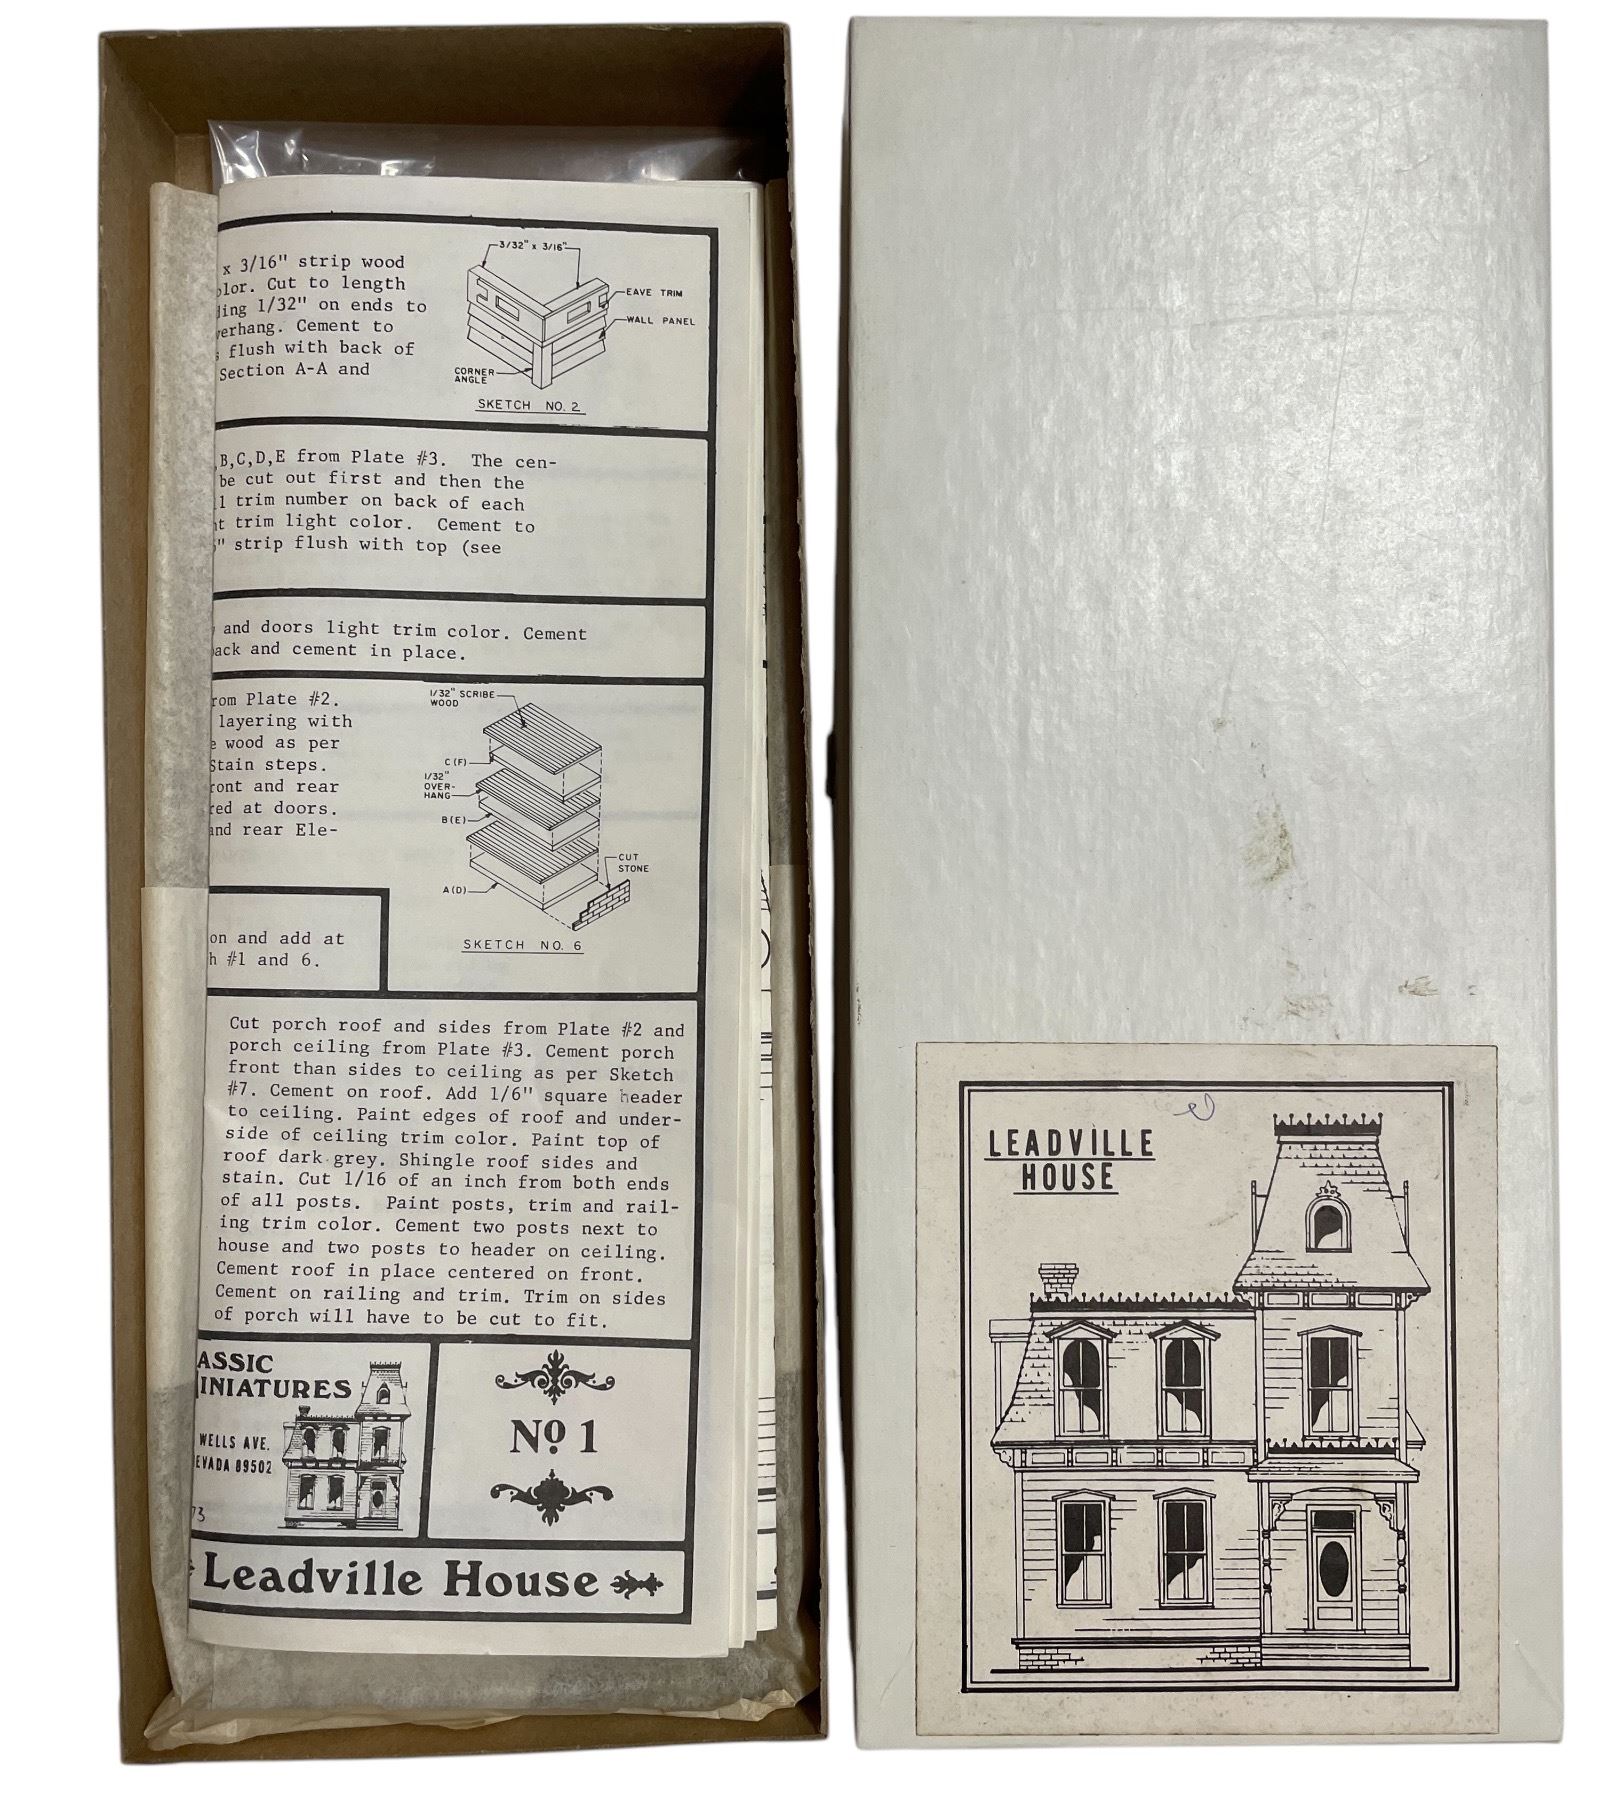 x 3/16" strip wood
olor. Cut to length
ding 1/32" on ends to
verhang. Cement to
s flush with back of
Section A-A and
3/32" x 3/16"
EAVE TRIM
WALL PANEL
CORNER
ANGLE
SKETCH NO. 2
,B,C,D,E from Plate #3. The cen-
be cut out first and then the
ll trim number on back of each
nt trim light color. Cement to
" strip flush with top (see
and doors light trim color. Cement
back and cement in place.
rom Plate #2.
layering with
e wood as per
Stain steps.
ront and rear
red at doors.
and rear Ele-
1/32" SCRIBE
WOOD
C (F)
1/32"
OVER-
HANG
B(E)
A(D)
CUT
STONE
SKETCH NO. 6
on and add at
h #1 and 6.
Cut porch roof and sides from Plate #2 and
porch ceiling from Plate #3. Cement porch
front than sides to ceiling as per Sketch
#7. Cement on roof. Add 1/6" square header
to ceiling. Paint edges of roof and under-
side of ceiling trim color. Paint top of
roof dark grey. Shingle roof sides and
stain. Cut 1/16 of an inch from both ends
of all posts. Paint posts, trim and rail-
ing trim color. Cement two posts next to
house and two posts to header on ceiling.
Cement roof in place centered on front.
Cement on railing and trim. Trim on sides
of porch will have to be cut to fit.
ASSIC
INIATURES
WELLS AVE.
EVADA 89502
73
No 1
Leadville House
LEADVILLE
HOUSE